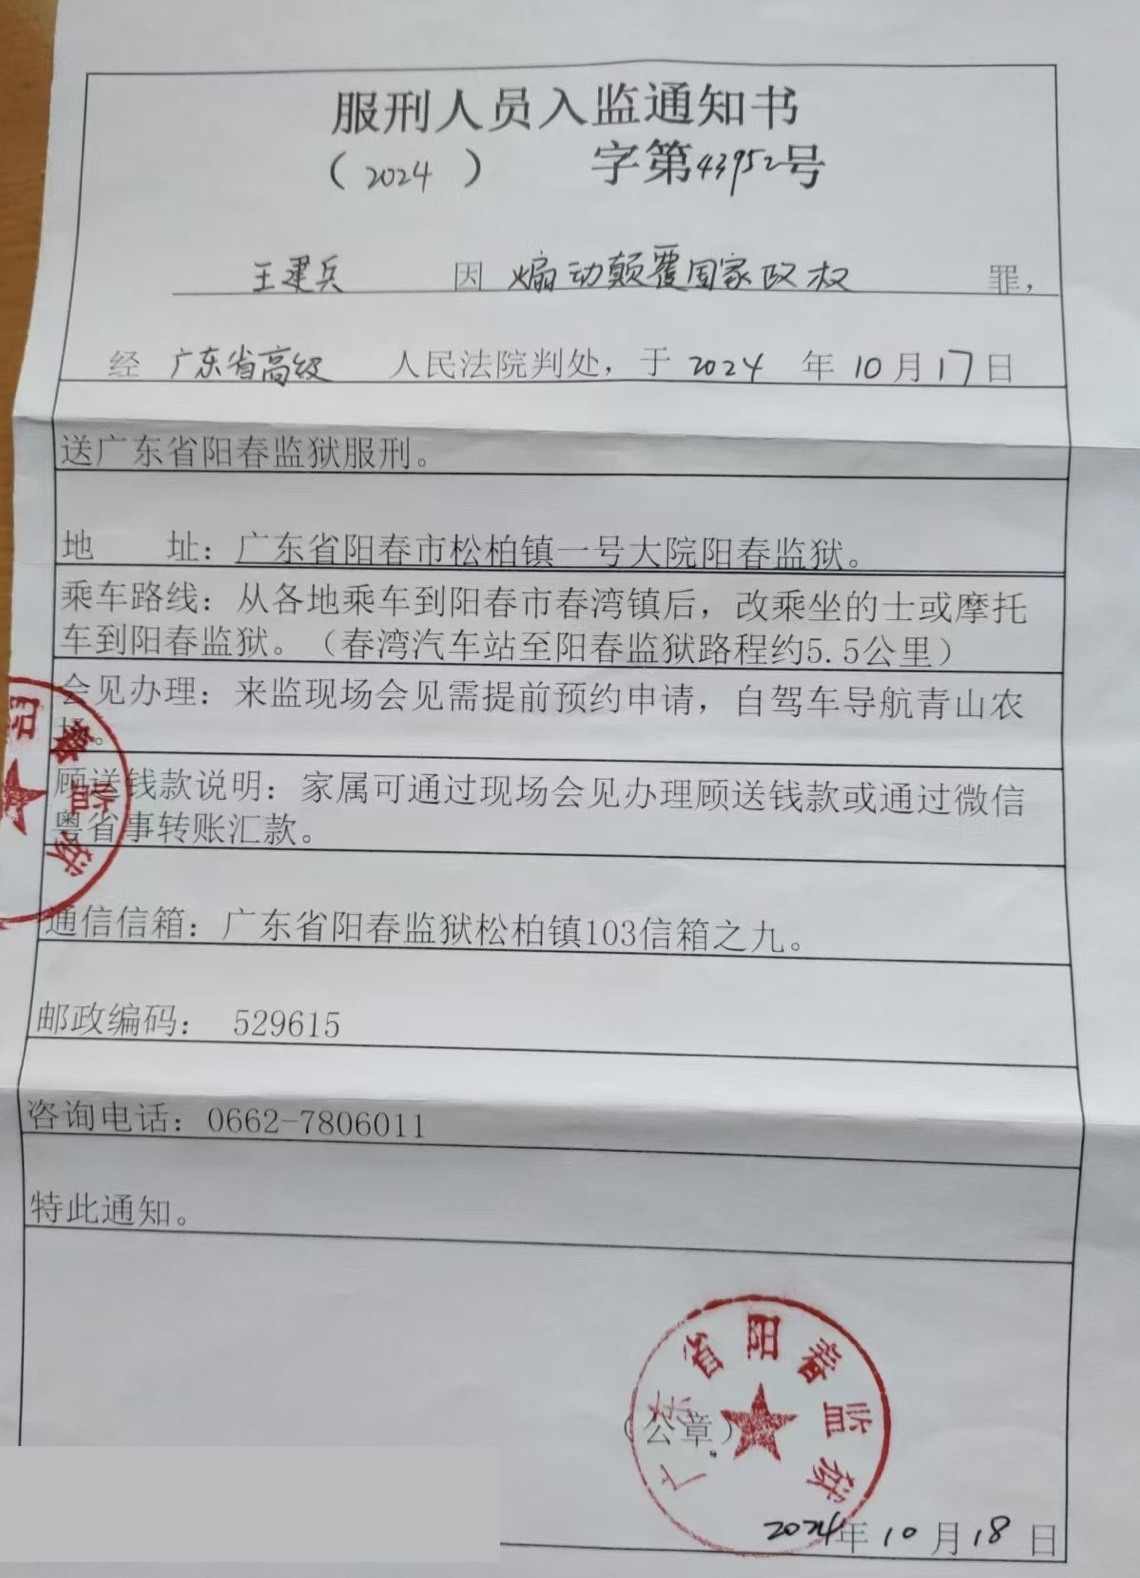 服刑人员入监通知书
(2024) 字第43952号
王建兵 因 煽动颠覆国家政权 罪，
经 广东省高级 人民法院判处，于 2024 年 10 月 17 日
送广东省阳春监狱服刑。
地 址：广东省阳春市松柏镇一号大院阳春监狱。
乘车路线：从各地乘车到阳春市春湾镇后，改乘坐的士或摩托
车到阳春监狱。（春湾汽车站至阳春监狱路程约5.5公里）
会见办理：来监现场会见需提前预约申请，自驾车导航青山农
。
顾送钱款说明：家属可通过现场会见办理顾送钱款或通过微信
粤省事转账汇款。
阳春监狱
通信信箱：广东省阳春监狱松柏镇103信箱之九。
邮政编码： 529615
咨询电话：0662-7806011
特此通知。
广东省阳春监狱
（公章）
2024年10月18日